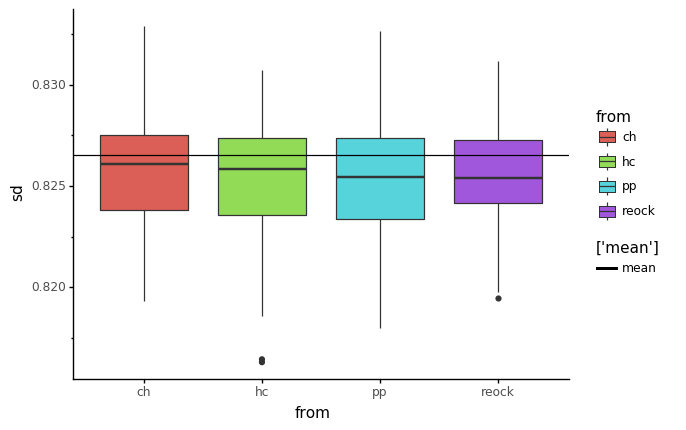 0.830
0.825
0.820
sd
ch
hc
pp
reock
from
from
ch
hc
pp
reock
['mean']
mean